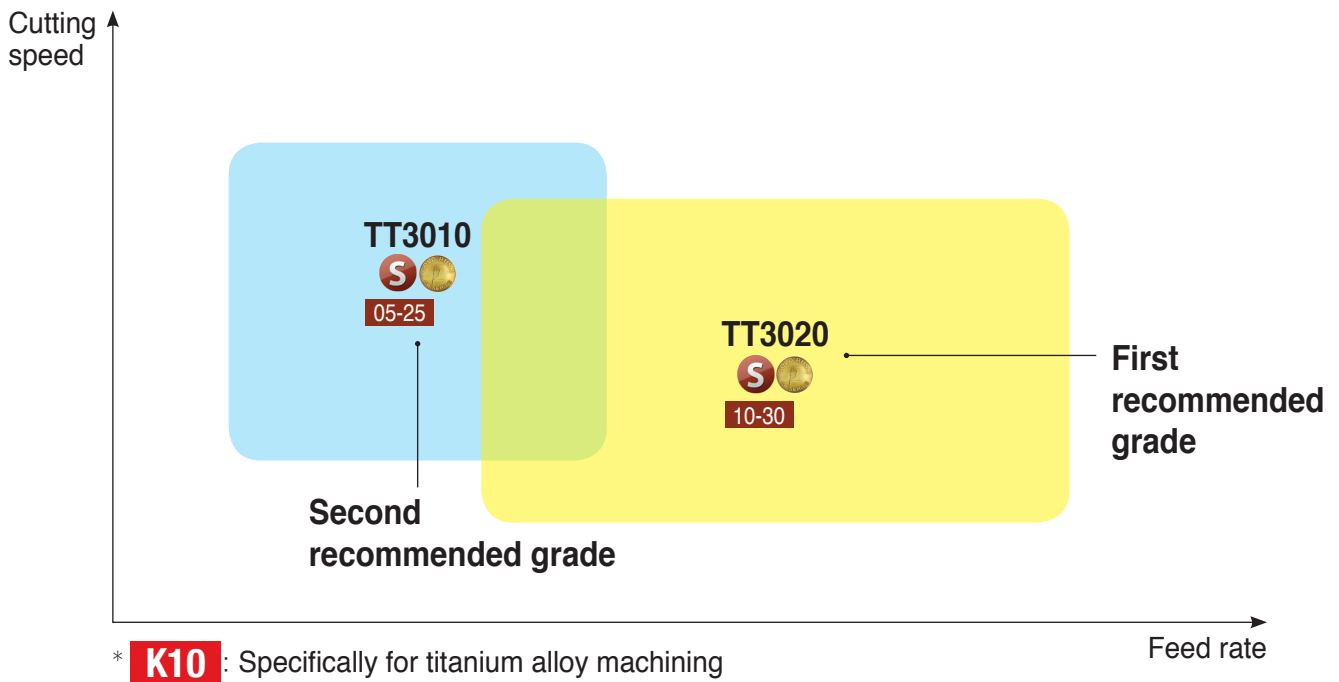 Cutting
speed
TT3010
S
05-25
TT3020
S
10-30
First
recommended
grade
Second
recommended grade
Feed rate
* K10 : Specifically for titanium alloy machining